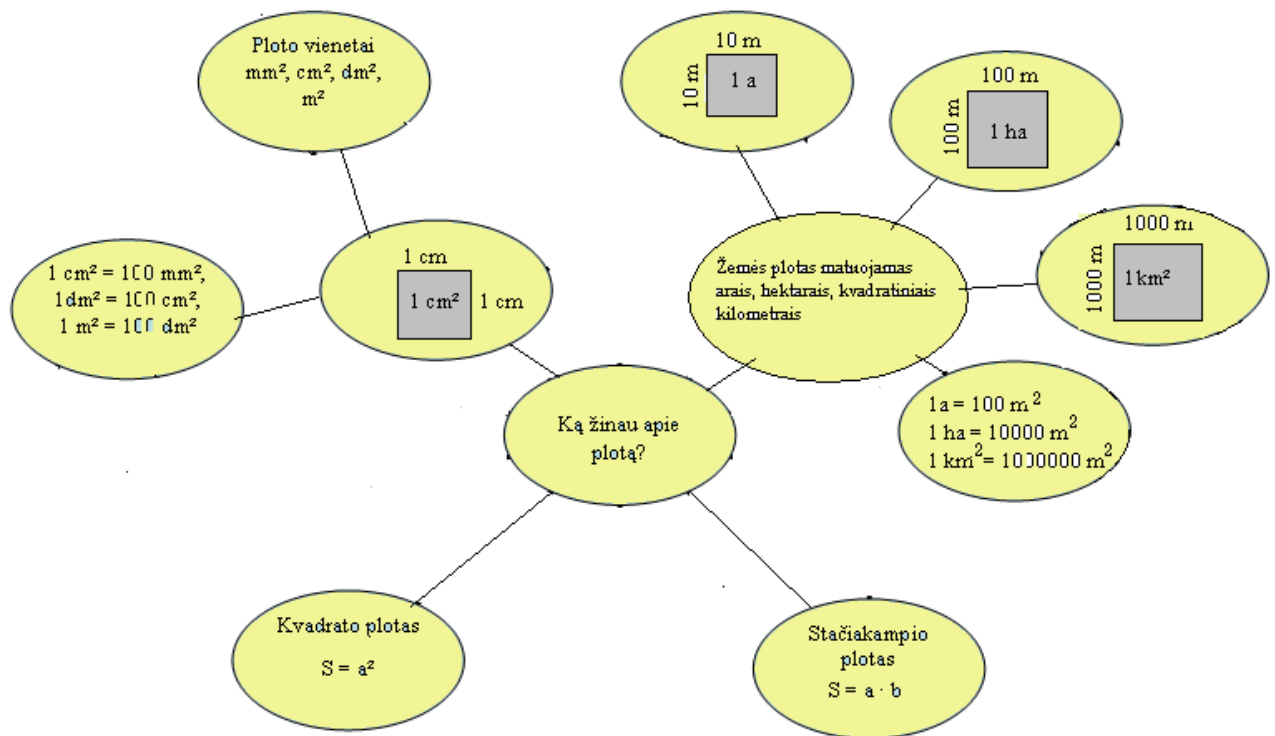 Ploto vienetai
mm², cm², dm²,
m²
10 m
10 m
1 a
100 m
100 m
1 ha
1000 m
1000 m
1km²
1 cm
1 cm²
1 cm
1 cm² = 100 mm²,
1dm² = 100 cm²,
1 m² = 100 dm²
Žemės plotas matuojamas
arais, hektarais, kvadratiniais
kilometrais
1a = 100 m²
1 ha = 10000 m²
1 km²= 1000000 m²
Ką žinau apie
plotą?
Kvadrato plotas
S = a²
Stačiakampio
plotas
S = a · b